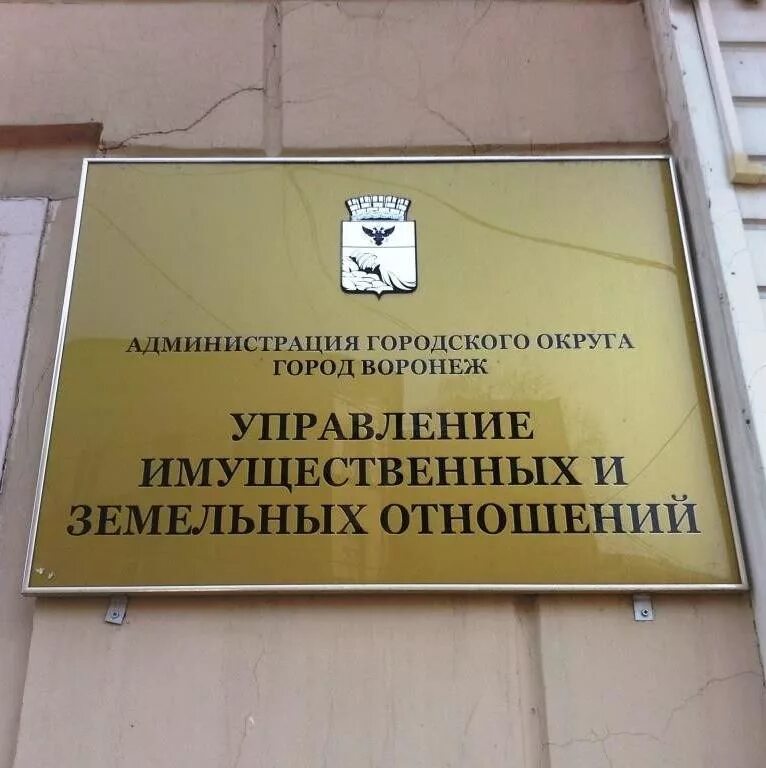 АДМИНИСТРАЦИЯ ГОРОДСКОГО ОКРУГА
ГОРОД ВОРОНЕЖ
УПРАВЛЕНИЕ
ИМУЩЕСТВЕННЫХ И
ЗЕМЕЛЬНЫХ ОТНОШЕНИЙ